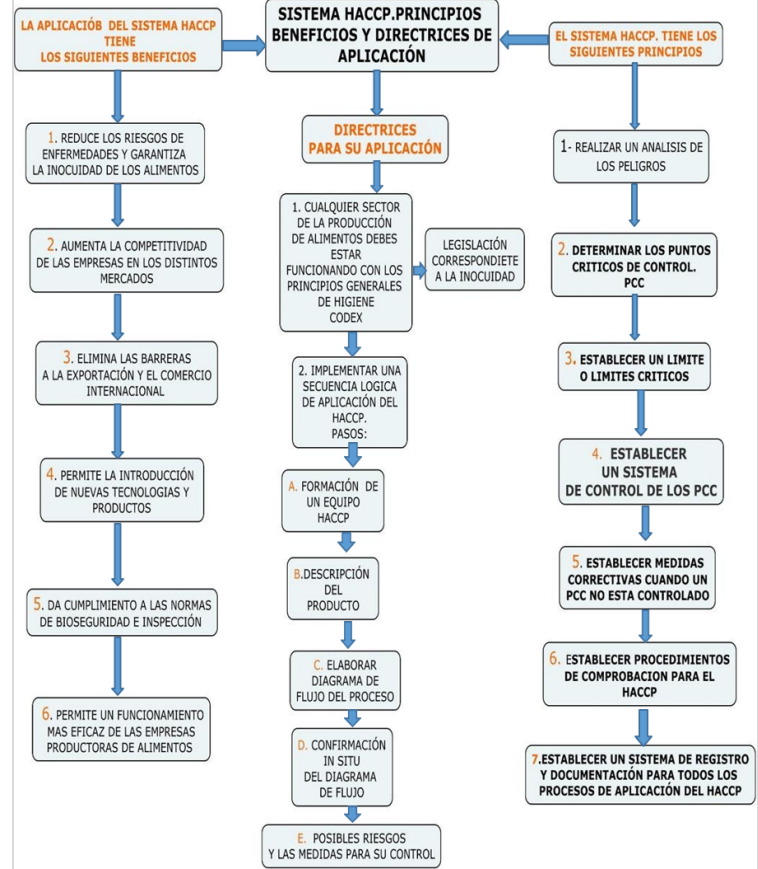 LA APLICACIÓB DEL SISTEMA HACCP
TIENE
LOS SIGUIENTES BENEFICIOS
1. REDUCE LOS RIESGOS DE
ENFERMEDADES Y GARANTIZA
LA INOCUIDAD DE LOS ALIMENTOS
2. AUMENTA LA COMPETITIVIDAD
DE LAS EMPRESAS EN LOS DISTINTOS
MERCADOS
3. ELIMINA LAS BARRERAS
A LA EXPORTACIÓN Y EL COMERCIO
INTERNACIONAL
4. PERMITE LA INTRODUCCIÓN
DE NUEVAS TECNOLOGIAS Y
PRODUCTOS
5. DA CUMPLIMIENTO A LAS NORMAS
DE BIOSEGURIDAD E INSPECCIÓN
6. PERMITE UN FUNCIONAMIENTO
MAS EFICAZ DE LAS EMPRESAS
PRODUCTORAS DE ALIMENTOS
SISTEMA HACCP.PRINCIPIOS
BENEFICIOS Y DIRECTRICES DE
APLICACIÓN
DIRECTRICES
PARA SU APLICACIÓN
1. CUALQUIER SECTOR
DE LA PRODUCCIÓN
DE ALIMENTOS DEBES
ESTAR
FUNCIONANDO CON LOS
PRINCIPIOS GENERALES
DE HIGIENE
CODEX
LEGISLACIÓN
CORRESPONDIETE
A LA INOCUIDAD
2. IMPLEMENTAR UNA
SECUENCIA LOGICA
DE APLICACIÓN DEL
HACCP.
PASOS:
A. FORMACIÓN DE
UN EQUIPO
HACCP
B.DESCRIPCIÓN
DEL
PRODUCTO
C. ELABORAR
DIAGRAMA DE
FLUJO DEL PROCESO
D. CONFIRMACIÓN
IN SITU
DEL DIAGRAMA
DE FLUJO
E. POSIBLES RIESGOS
Y LAS MEDIDAS PARA SU CONTROL
EL SISTEMA HACCP. TIENE LOS
SIGUIENTES PRINCIPIOS
1- REALIZAR UN ANALISIS DE
LOS PELIGROS
2. DETERMINAR LOS PUNTOS
CRITICOS DE CONTROL.
PCC
3. ESTABLECER UN LIMITE
O LIMITES CRITICOS
4. ESTABLECER
UN SISTEMA
DE CONTROL DE LOS PCC
5. ESTABLECER MEDIDAS
CORRECTIVAS CUANDO UN
PCC NO ESTA CONTROLADO
6. ESTABLECER PROCEDIMIENTOS
DE COMPROBACION PARA EL
HACCP
7.ESTABLECER UN SISTEMA DE REGISTRO
Y DOCUMENTACIÓN PARA TODOS LOS
PROCESOS DE APLICACIÓN DEL HACCP